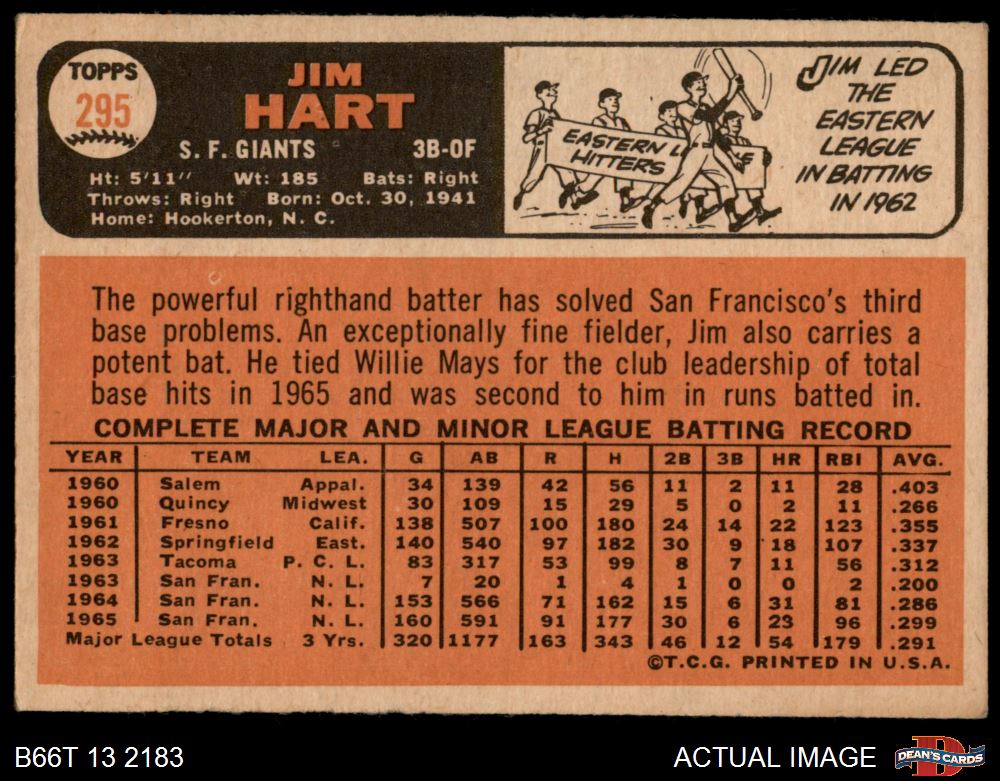 TOPPS
295
JIM
HART
S. F. GIANTS 3B-OF
Ht: 5'11" Wt: 185 Bats: Right
Throws: Right Born: Oct. 30, 1941
Home: Hookerton, N. C.
EASTERN L E
HITTERS
JIM LED
THE
EASTERN
LEAGUE
IN BATTING
IN 1962
The powerful righthand batter has solved San Francisco's third
base problems. An exceptionally fine fielder, Jim also carries a
potent bat. He tied Willie Mays for the club leadership of total
base hits in 1965 and was second to him in runs batted in.
COMPLETE MAJOR AND MINOR LEAGUE BATTING RECORD
YEAR TEAM LEA. G AB R H 2B 3B HR RBI AVG.
1960 Salem Appal. 34 139 42 56 11 2 11 28 .403
1960 Quincy Midwest 30 109 15 29 5 0 2 11 .266
1961 Fresno Calif. 138 507 100 180 24 14 22 123 .355
1962 Springfield East. 140 540 97 182 30 9 18 107 .337
1963 Tacoma P. C. L. 83 317 53 99 8 7 11 56 .312
1963 San Fran. N. L. 7 20 1 4 1 0 0 2 .200
1964 San Fran. N. L. 153 566 71 162 15 6 31 81 .286
1965 San Fran. N. L. 160 591 91 177 30 6 23 96 .299
Major League Totals 3 Yrs. 320 1177 163 343 46 12 54 179 .291
©T.C.G. PRINTED IN U.S.A.
B66T 13 2183 ACTUAL IMAGE
DEAN'S CARDS